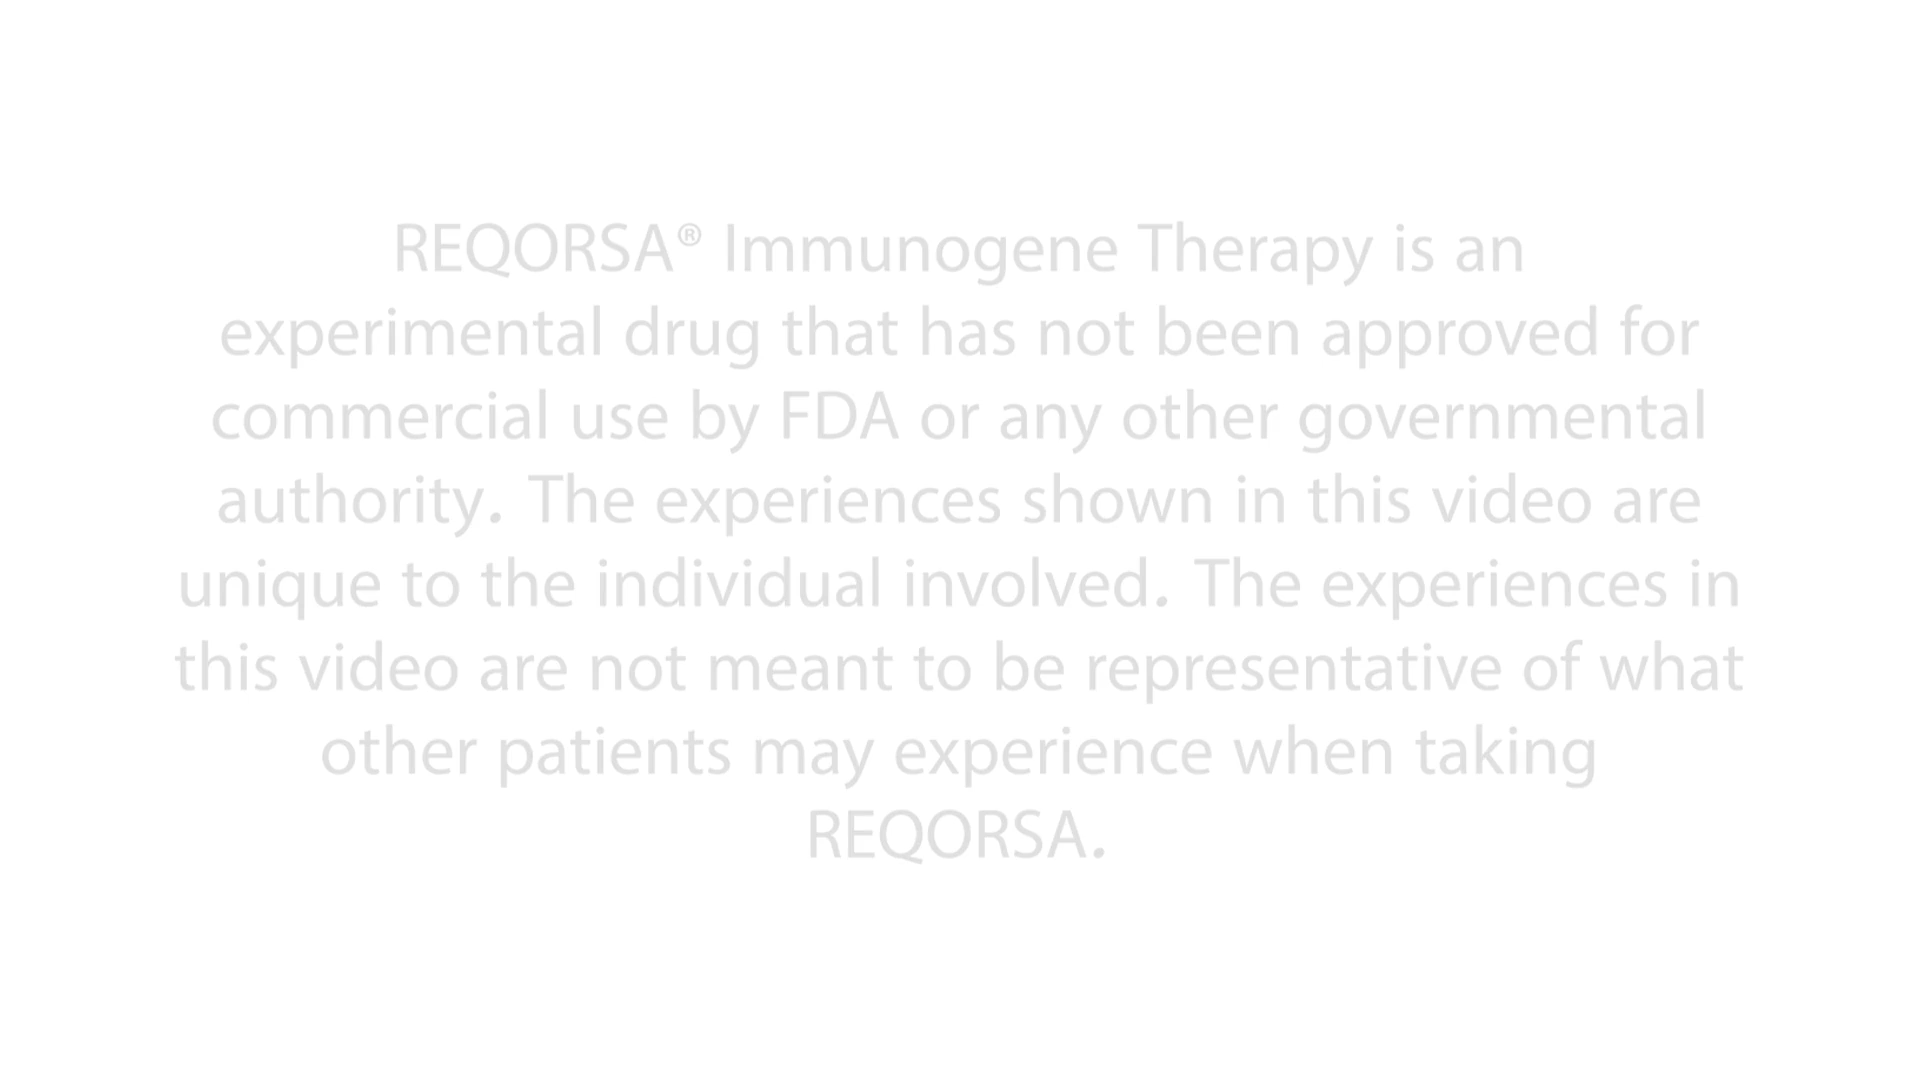 REQORSA® Immunogene Therapy is an
experimental drug that has not been approved for
commercial use by FDA or any other governmental
authority. The experiences shown in this video are
unique to the individual involved. The experiences in
this video are not meant to be representative of what
other patients may experience when taking
REQORSA.